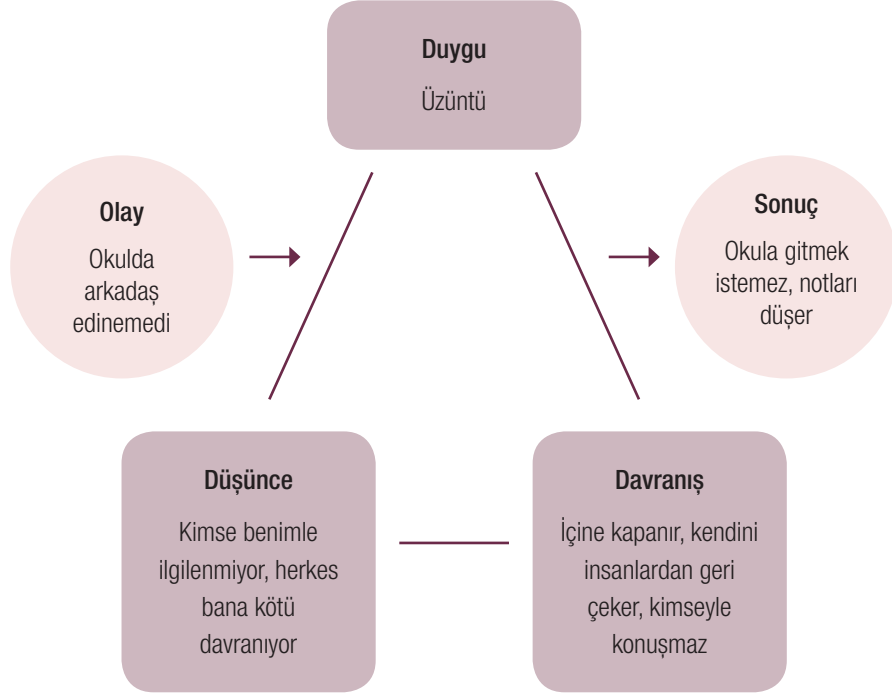 Duygu
Üzüntü
Olay
Okulda
arkadaş
edinemedi
Sonuç
Okula gitmek
istemez, notları
düşer
Düşünce
Kimse benimle
ilgilenmiyor, herkes
bana kötü
davranıyor
Davranış
İçine kapanır, kendini
insanlardan geri
çeker, kimseyle
konuşmaz